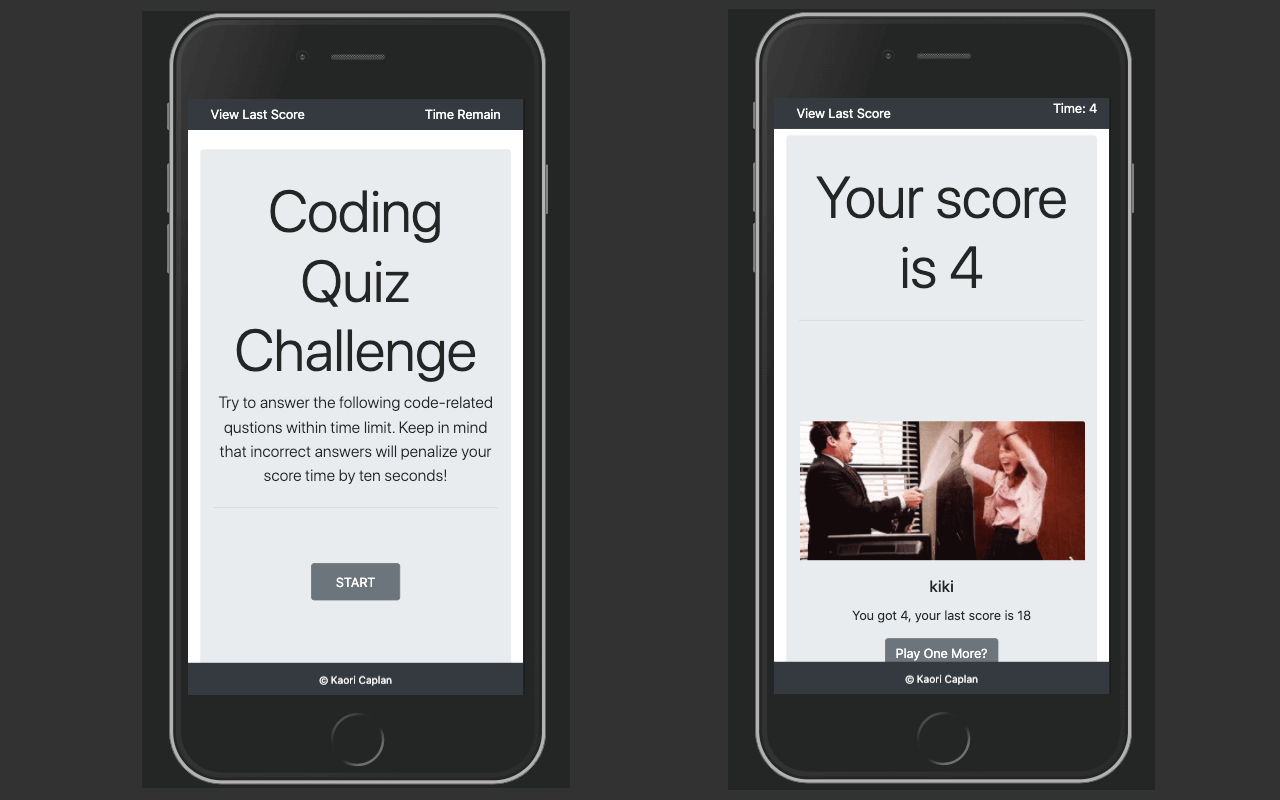 View Last Score
Time Remain
Coding
Quiz
Challenge
Try to answer the following code-related
qustions within time limit. Keep in mind
that incorrect answers will penalize your
score time by ten seconds!
START
© Kaori Caplan
View Last Score
Time: 4
Your score
is 4
kiki
You got 4, your last score is 18
Play One More?
© Kaori Caplan